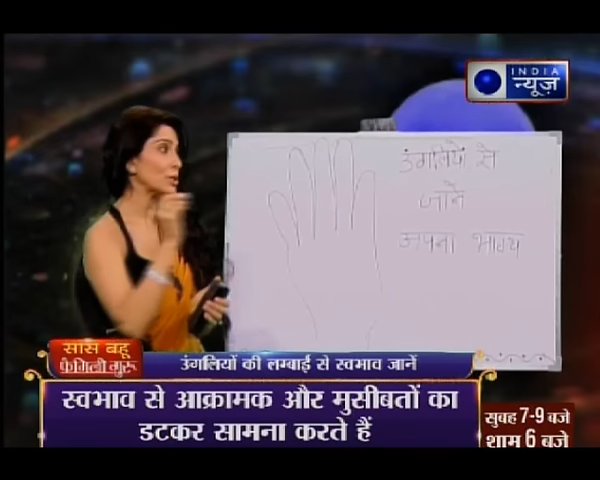 INDIA
न्यूज़
उंगलियों से
जाने
अपना भाग्य
सास बहू
फैमिली गुरु
उंगलियों की लम्बाई से स्वभाव जानें
स्वभाव से आक्रामक और मुसीबतों का
डटकर सामना करते हैं
सुबह 7-9 बजे
शाम 6 बजे